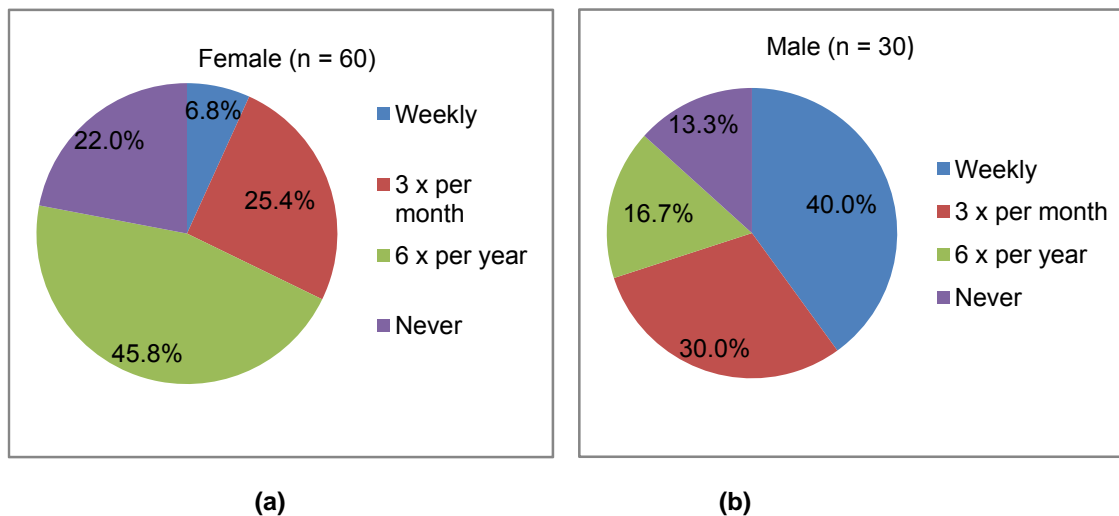 Female (n = 60)
6.8%
25.4%
45.8%
22.0%
Weekly
3 x per
month
6 x per year
Never
(a)
Male (n = 30)
40.0%
30.0%
16.7%
13.3%
Weekly
3 x per month
6 x per year
Never
(b)